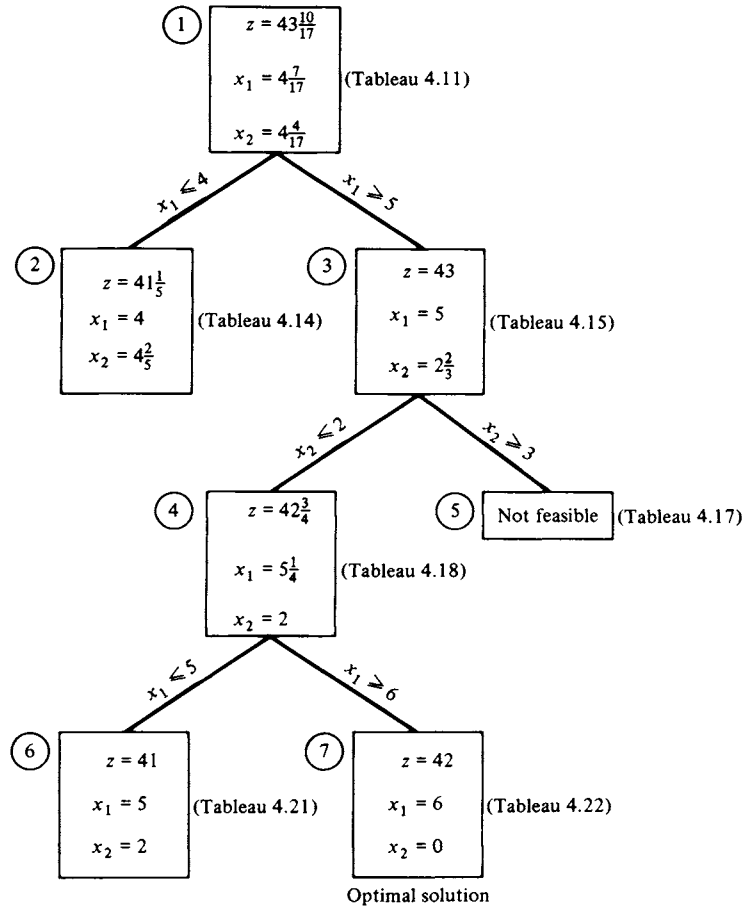 1
z = 43 10/17
x₁ = 4 7/17
x₂ = 4 4/17
(Tableau 4.11)
x₁ ⩽ 4
x₁ ⩾ 5
2
z = 41 1/5
x₁ = 4
x₂ = 4 2/5
(Tableau 4.14)
3
z = 43
x₁ = 5
x₂ = 2 2/3
(Tableau 4.15)
x₂ ⩽ 2
x₂ ⩾ 3
4
z = 42 3/4
x₁ = 5 1/4
x₂ = 2
(Tableau 4.18)
5
Not feasible
(Tableau 4.17)
x₁ ⩽ 5
x₁ ⩾ 6
6
z = 41
x₁ = 5
x₂ = 2
(Tableau 4.21)
7
z = 42
x₁ = 6
x₂ = 0
(Tableau 4.22)
Optimal solution